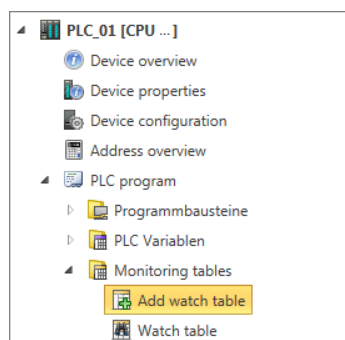 PLC_01 [CPU ...]
Device overview
Device properties
Device configuration
Address overview
PLC program
Programmbausteine
PLC Variablen
Monitoring tables
Add watch table
Watch table